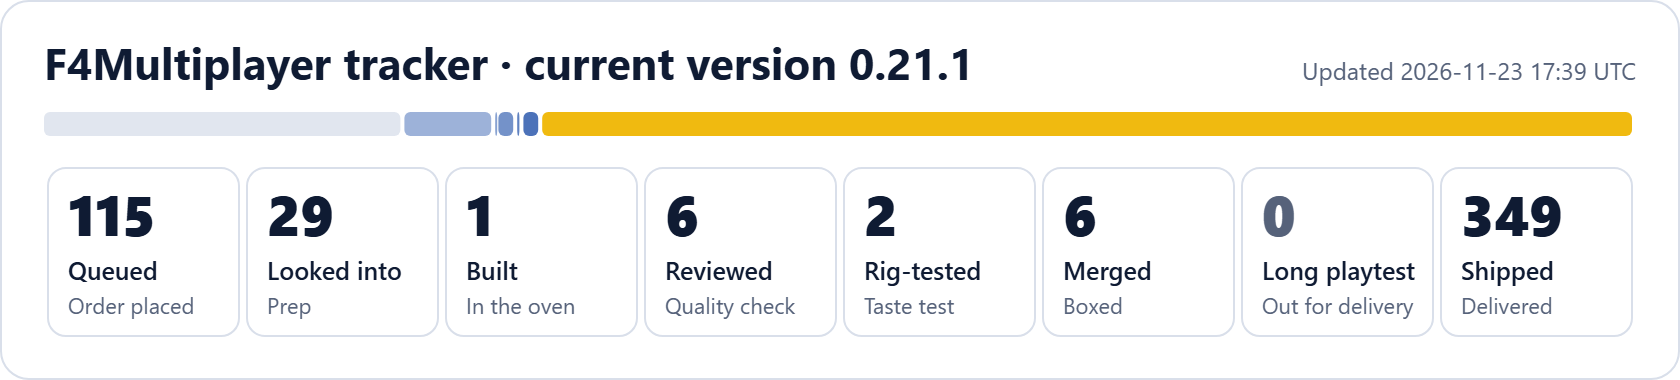 F4Multiplayer tracker · current version 0.21.1
Updated 2026-11-23 17:39 UTC
115
Queued
Order placed
29
Looked into
Prep
1
Built
In the oven
6
Reviewed
Quality check
2
Rig-tested
Taste test
6
Merged
Boxed
0
Long playtest
Out for delivery
349
Shipped
Delivered